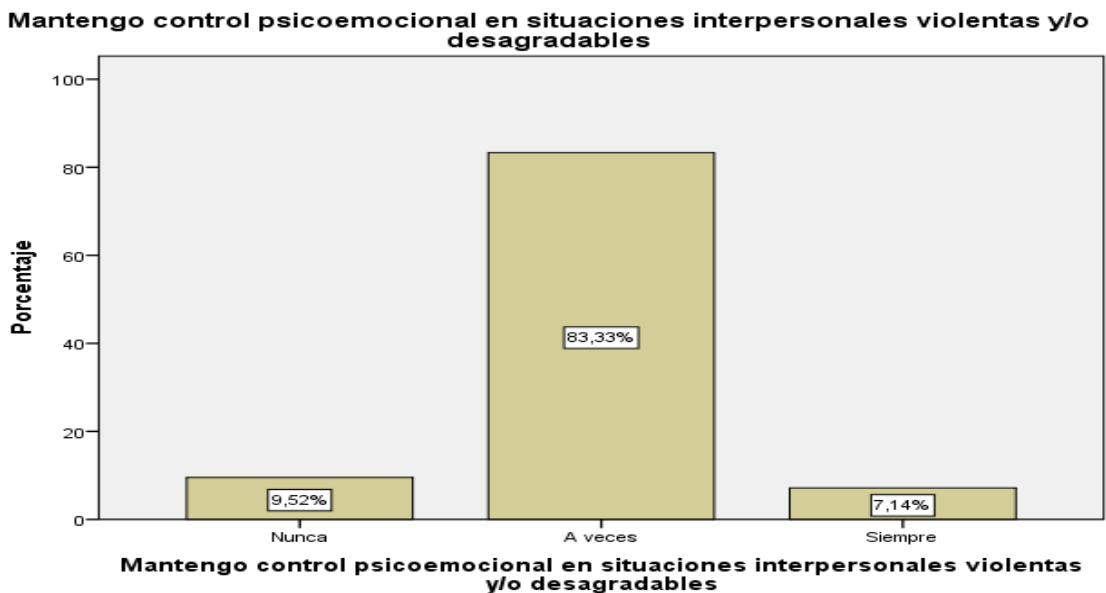 Mantengo control psicoemocional en situaciones interpersonales violentas y/o
desagradables
100
80
60
40
20
0
Porcentaje
9,52%
83,33%
7,14%
Nunca
A veces
Siempre
Mantengo control psicoemocional en situaciones interpersonales violentas
y/o desagradables